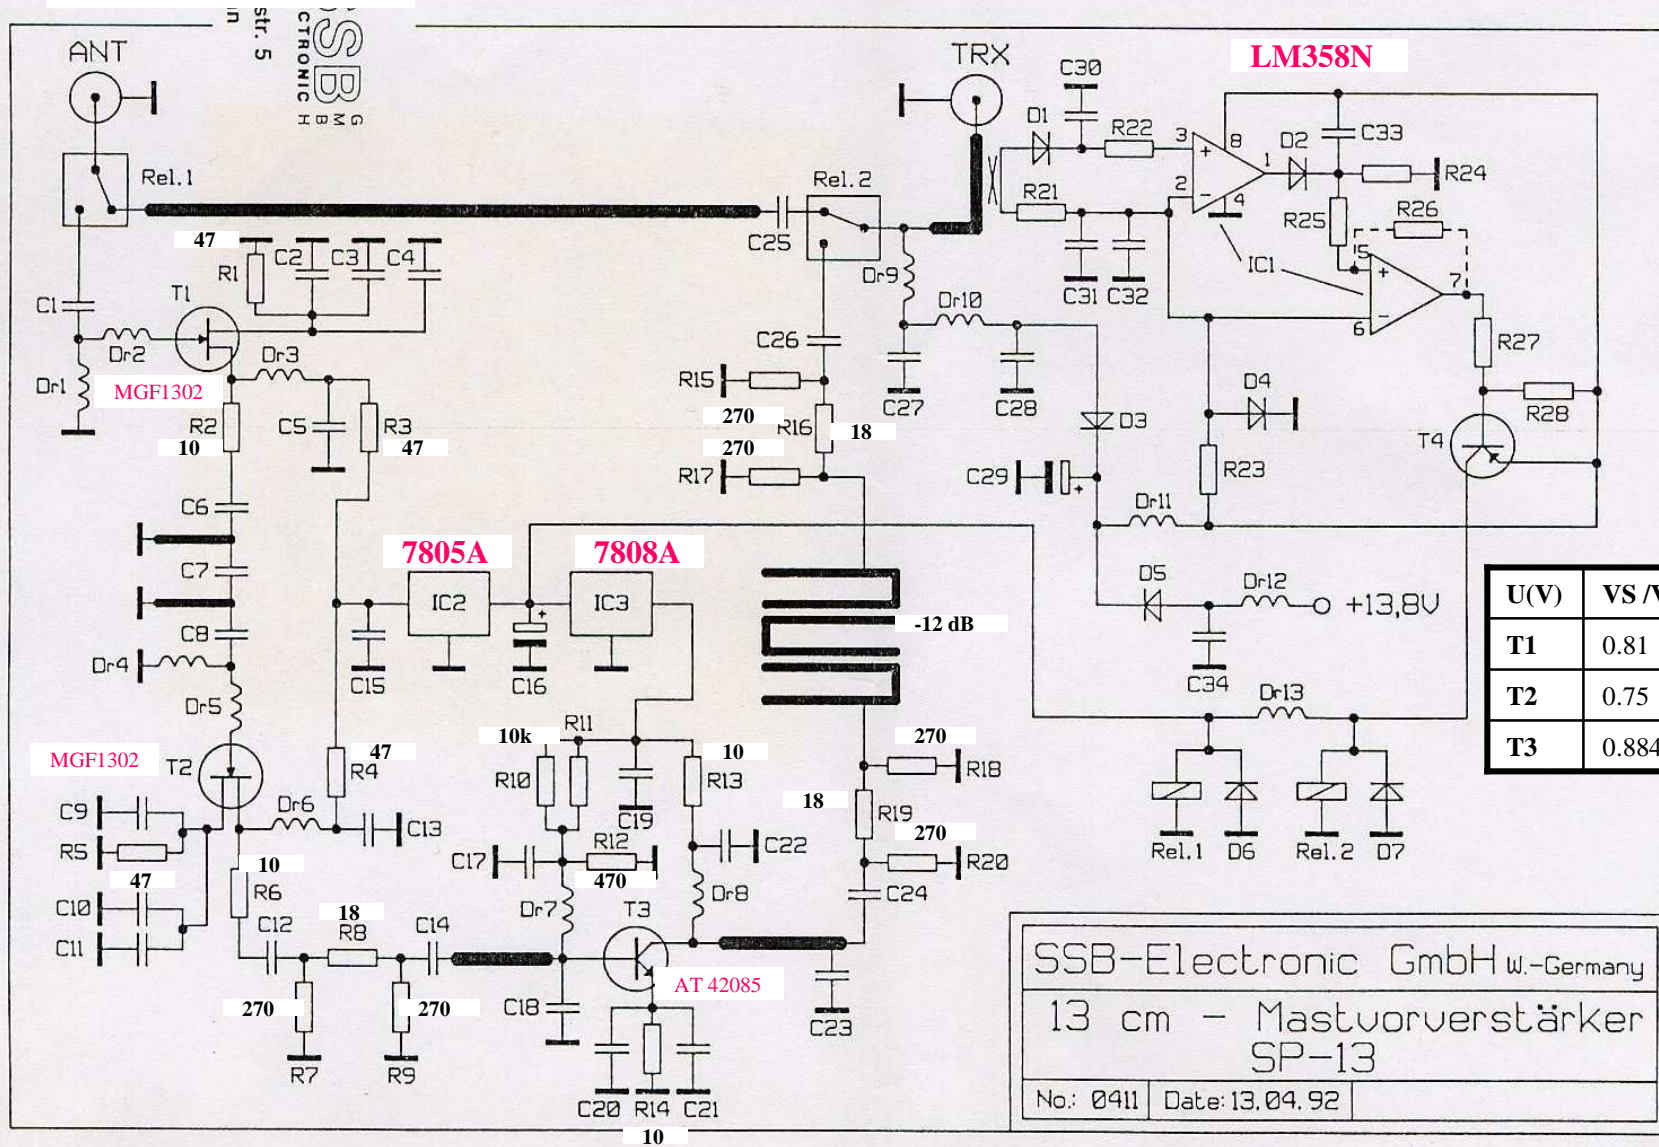 str. 5
n
SSB
CTRONIC
G
M
B
H
ANT
TRX
LM358N
C30
D1
R22
3
+
8
D2
1
C33
R24
2
-
4
R21
R25
R26
IC1
5
+
7
6
-
C31
C32
Rel.1
Rel.2
C25
47
R1
C2
C3
C4
Dr9
Dr10
C1
T1
Dr2
Dr3
Dr1
MGF1302
C26
C27
C28
R27
R15
270
R16
18
270
R17
D3
D4
R28
T4
R2
10
C5
R3
47
C29
+
R23
Dr11
C6
C7
C8
7805A
7808A
IC2
IC3
+
C15
C16
-12 dB
D5
Dr12
+13,8V
C34
Dr13
U(V)
VS /V
T1
0.81
T2
0.75
T3
0.884
Dr4
Dr5
MGF1302
T2
R4
47
10k
R11
R10
10
R13
C19
270
R18
18
R19
270
R20
C24
Rel.1
D6
Rel.2
D7
C9
R5
47
C10
C11
Dr6
C13
10
R6
C12
18
R8
C14
C17
R12
470
C22
Dr7
Dr8
T3
AT 42085
270
270
R7
R9
C18
C23
C20
R14
C21
10
SSB-Electronic GmbH W.-Germany
13 cm - Mastvorverstärker
SP-13
No.: 0411
Date: 13.04.92